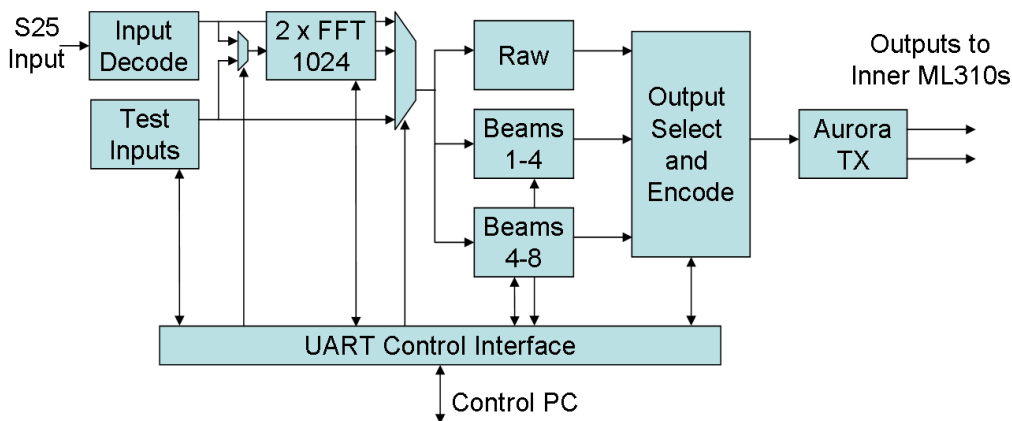 S25
Input
Input
Decode
2 x FFT
1024
Test
Inputs
Raw
Beams
1-4
Beams
4-8
Output
Select
and
Encode
Aurora
TX
Outputs to
Inner ML310s
UART Control Interface
Control PC